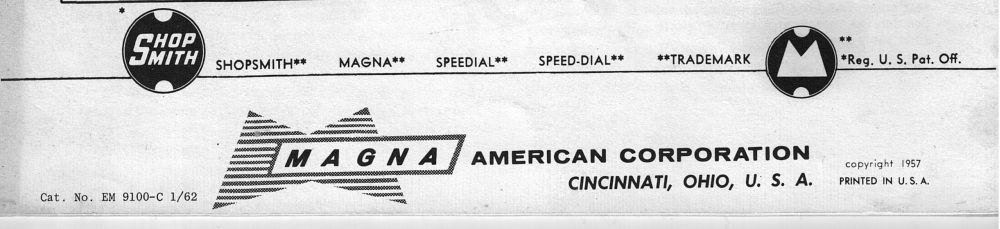 *
SHOP
SMITH
SHOPSMITH** MAGNA** SPEEDIAL** SPEED-DIAL** **TRADEMARK
M
**
*Reg. U. S. Pat. Off.
MAGNA
AMERICAN CORPORATION
CINCINNATI, OHIO, U. S. A.
copyright 1957
PRINTED IN U.S.A.
Cat. No. EM 9100-C 1/62